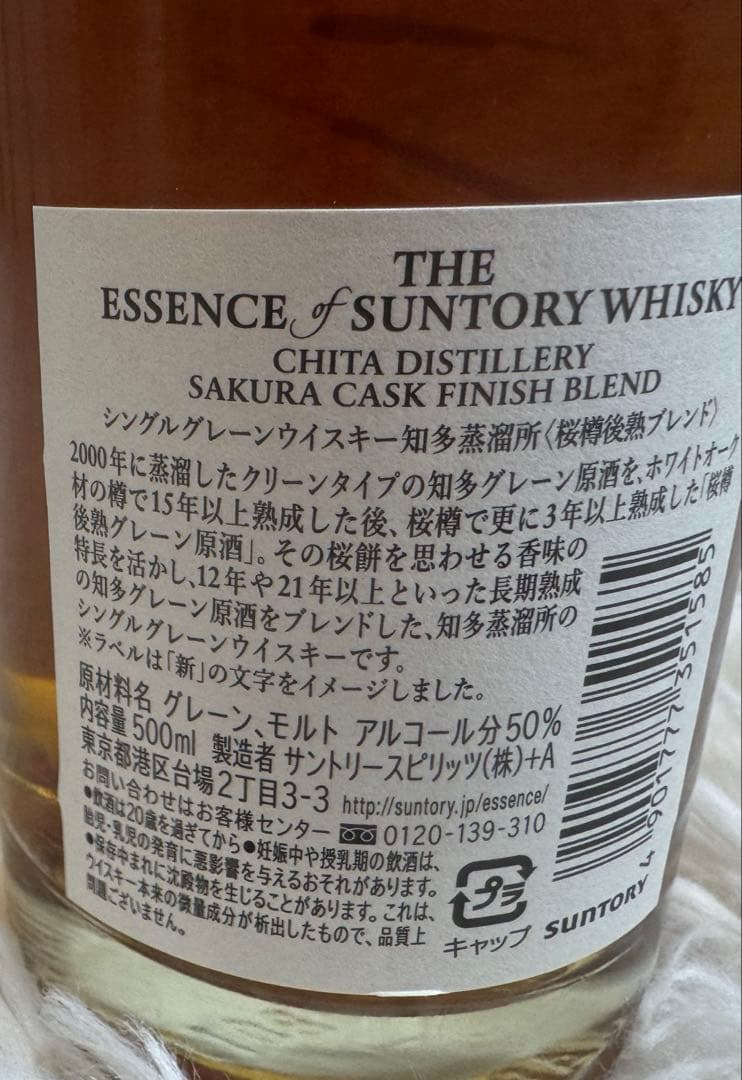 THE
ESSENCE of SUNTORY WHISKY
CHITA DISTILLERY
SAKURA CASK FINISH BLEND
シングルグレーンウイスキー知多蒸溜所〈桜樽後熟ブレンド〉
2000年に蒸溜したクリーンタイプの知多グレーン原酒を、ホワイトオーク
材の樽で15年以上熟成した後、桜樽で更に3年以上熟成した「桜樽
後熟グレーン原酒」。その桜餅を思わせる香味の
特長を活かし、12年や21年以上といった長期熟成
の知多グレーン原酒をブレンドした、知多蒸溜所の
シングルグレーンウイスキーです。
※ラベルは「新」の文字をイメージしました。
原材料名 グレーン、モルト アルコール分50%
内容量500ml 製造者 サントリースピリッツ(株)+A
東京都港区台場2丁目3-3 http://suntory.jp/essence/
お問い合わせはお客様センター 0120-139-310
●飲酒は20歳を過ぎてから●妊娠中や授乳期の飲酒は、
胎児・乳児の発育に悪影響を与えるおそれがあります。
●保存中まれに沈殿物を生じることがあります。これは、
ウイスキー本来の微量成分が析出したもので、品質上
問題ございません。
プラ
キャップ
SUNTORY
4 901777 351585